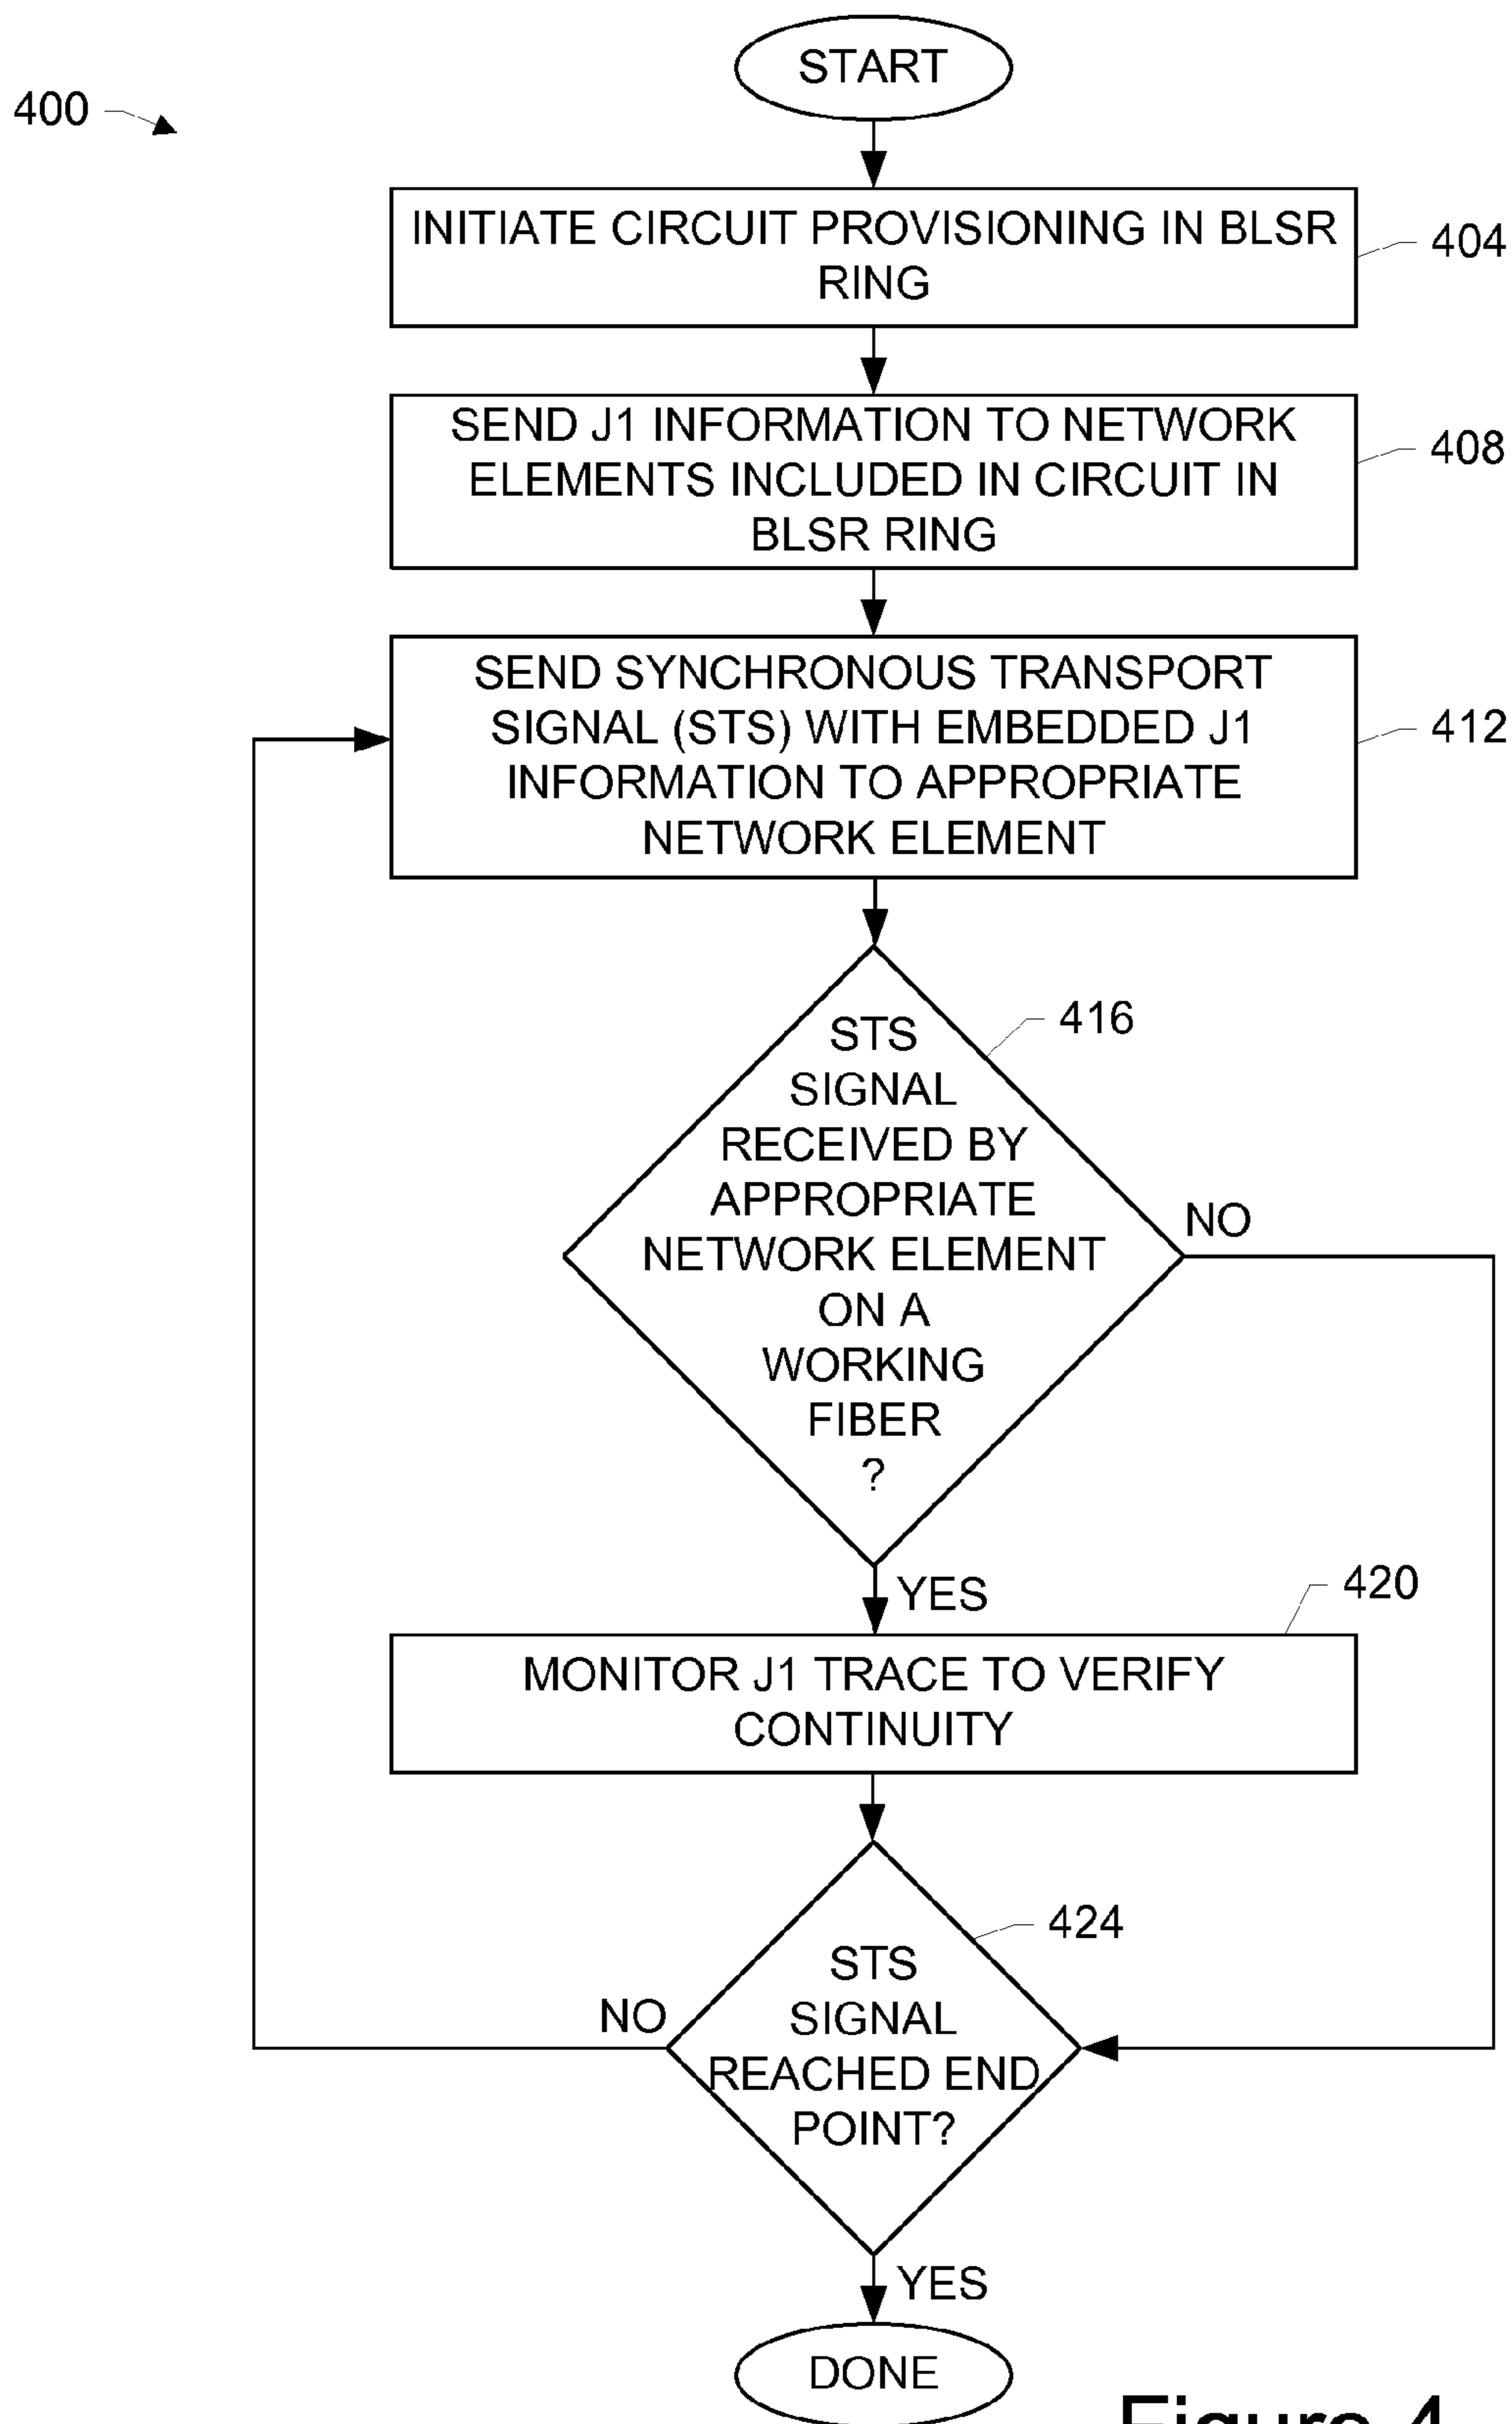 START
400
INITIATE CIRCUIT PROVISIONING IN BLSR
RING
404
SEND J1 INFORMATION TO NETWORK
ELEMENTS INCLUDED IN CIRCUIT IN
BLSR RING
408
SEND SYNCHRONOUS TRANSPORT
SIGNAL (STS) WITH EMBEDDED J1
INFORMATION TO APPROPRIATE
NETWORK ELEMENT
412
STS
SIGNAL
RECEIVED BY
APPROPRIATE
NETWORK ELEMENT
ON A
WORKING
FIBER
?
416
NO
YES
MONITOR J1 TRACE TO VERIFY
CONTINUITY
420
STS
SIGNAL
REACHED END
POINT?
424
NO
YES
DONE
Figure 4